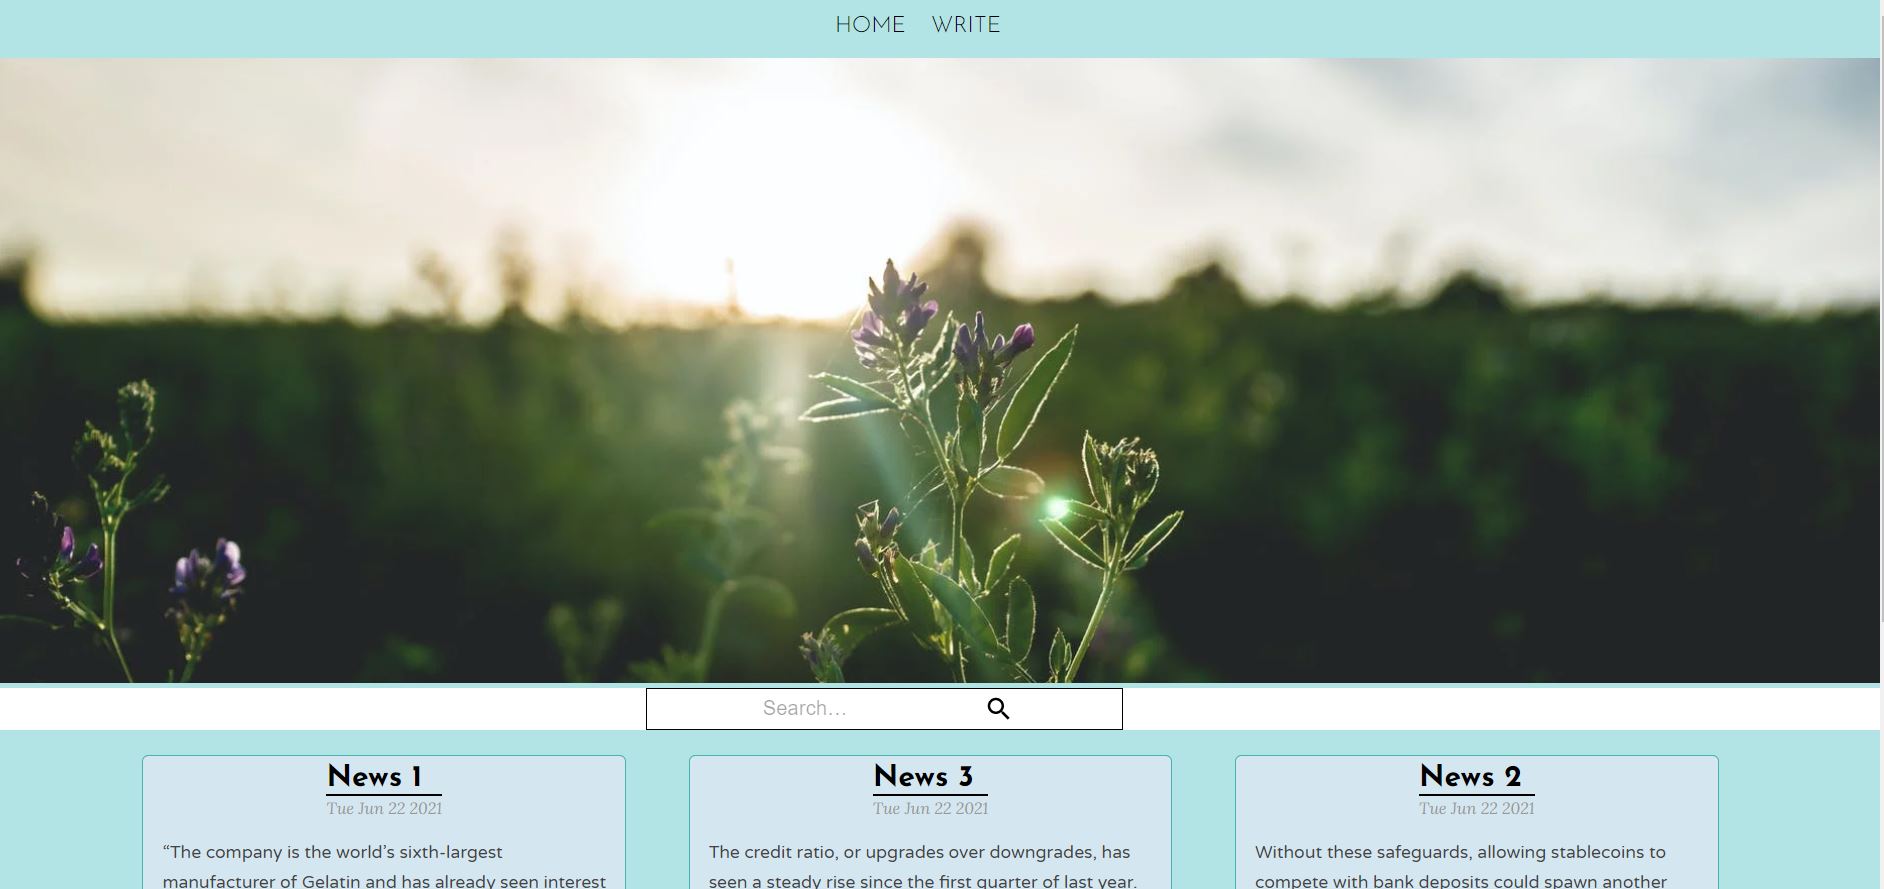 HOME WRITE
Search...
News 1
Tue Jun 22 2021
“The company is the world’s sixth-largest
manufacturer of Gelatin and has already seen interest
News 3
Tue Jun 22 2021
The credit ratio, or upgrades over downgrades, has
seen a steady rise since the first quarter of last year.
News 2
Tue Jun 22 2021
Without these safeguards, allowing stablecoins to
compete with bank deposits could spawn another